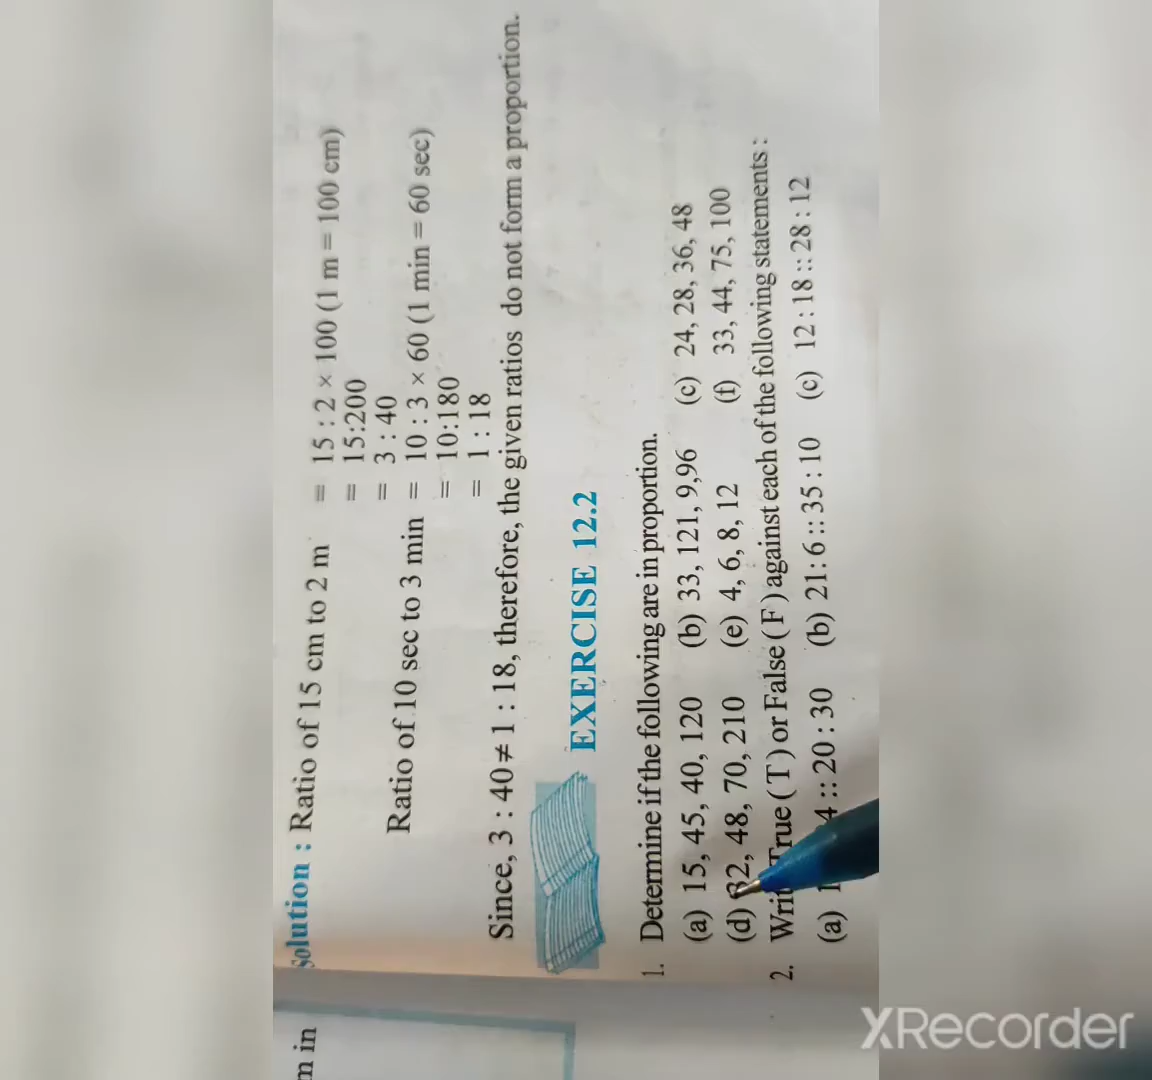 m in
Solution : Ratio of 15 cm to 2 m = 15 : 2 × 100 (1 m = 100 cm)
= 15:200
= 3 : 40
Ratio of 10 sec to 3 min = 10 : 3 × 60 (1 min = 60 sec)
= 10:180
= 1 : 18
Since, 3 : 40 ≠ 1 : 18, therefore, the given ratios do not form a proportion.
EXERCISE 12.2
1. Determine if the following are in proportion.
(a) 15, 45, 40, 120 (b) 33, 121, 9,96 (c) 24, 28, 36, 48
(d) 32, 48, 70, 210 (e) 4, 6, 8, 12 (f) 33, 44, 75, 100
2. Write True ( T ) or False ( F ) against each of the following statements :
(a) 4 :: 20 : 30 (b) 21: 6 :: 35 : 10 (c) 12 : 18 :: 28 : 12
XRecorder